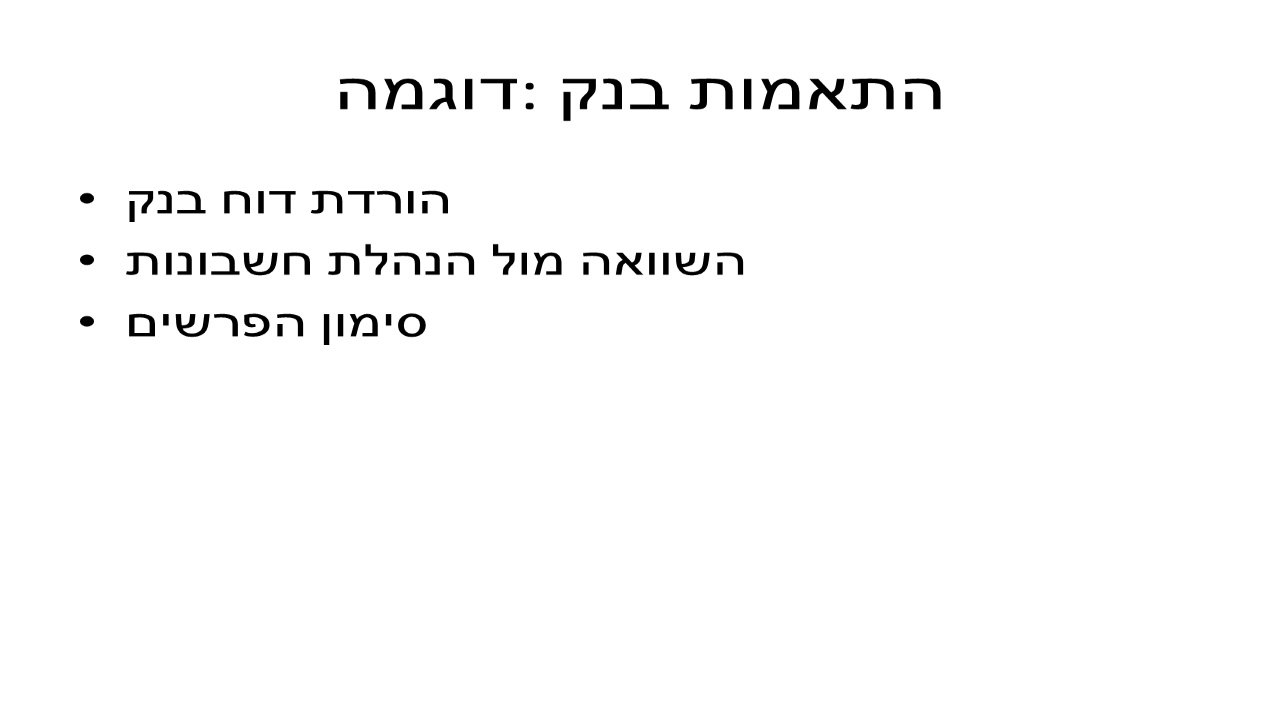 התאמות בנק :דוגמה
• הורדת דוח בנק
• השוואה מול הנהלת חשבונות
• סימון הפרשים